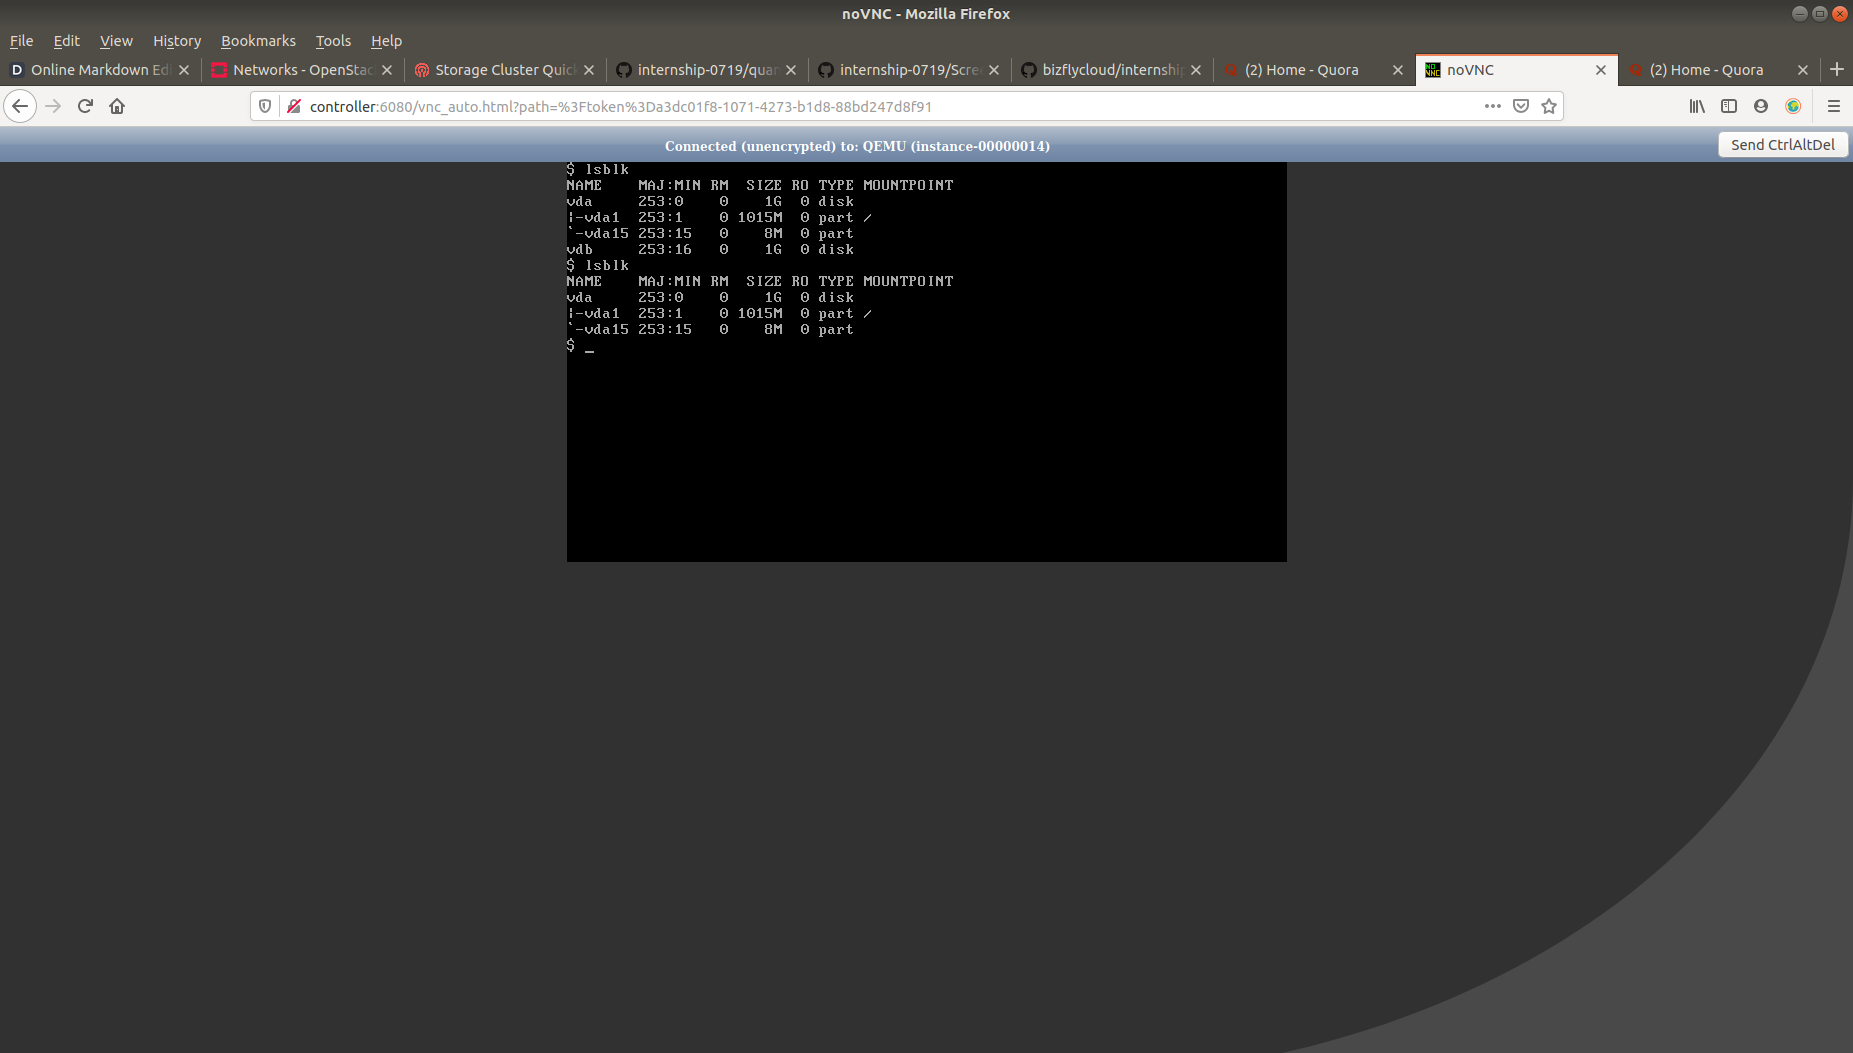 noVNC - Mozilla Firefox
File Edit View History Bookmarks Tools Help
Online Markdown Ed
Networks - OpenStac
Storage Cluster Quic
internship-0719/quan
internship-0719/Scre
bizflycloud/internship
(2) Home - Quora
noVNC
(2) Home - Quora
controller:6080/vnc_auto.html?path=%3Ftoken%3Da3dc01f8-1071-4273-b1d8-88bd247d8f91
Connected (unencrypted) to: QEMU (instance-00000014)
Send CtrlAltDel
$ lsblk
NAME    MAJ:MIN RM  SIZE RO TYPE MOUNTPOINT
vda     253:0    0    1G  0 disk
|-vda1  253:1    0 1015M  0 part /
`-vda15 253:15   0    8M  0 part
vdb     253:16   0    1G  0 disk
$ lsblk
NAME    MAJ:MIN RM  SIZE RO TYPE MOUNTPOINT
vda     253:0    0    1G  0 disk
|-vda1  253:1    0 1015M  0 part /
`-vda15 253:15   0    8M  0 part
$ _